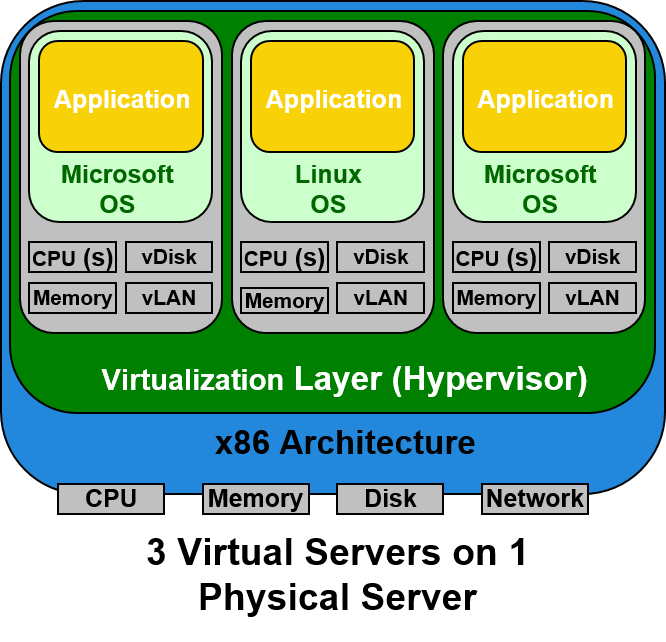 Application
Microsoft
OS
CPU (s)
vDisk
Memory
vLAN
Application
Linux
OS
CPU (s)
vDisk
Memory
vLAN
Application
Microsoft
OS
CPU (s)
vDisk
Memory
vLAN
Virtualization Layer (Hypervisor)
x86 Architecture
CPU
Memory
Disk
Network
3 Virtual Servers on 1
Physical Server